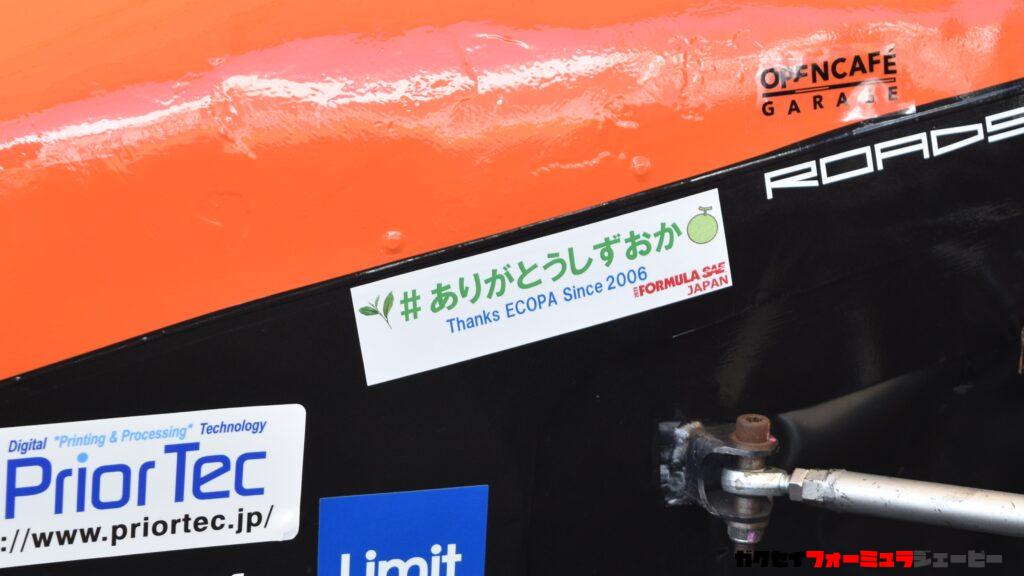 OPENCAFÉ
GARAGE
ROADS
#ありがとうしずおか
Thanks ECOPA Since 2006
FORMULA SAE
JAPAN
Digital "Printing & Processing" Technology
PriorTec
://www.priortec.jp/
Limit
ガクセイフォーミュラジェーピー